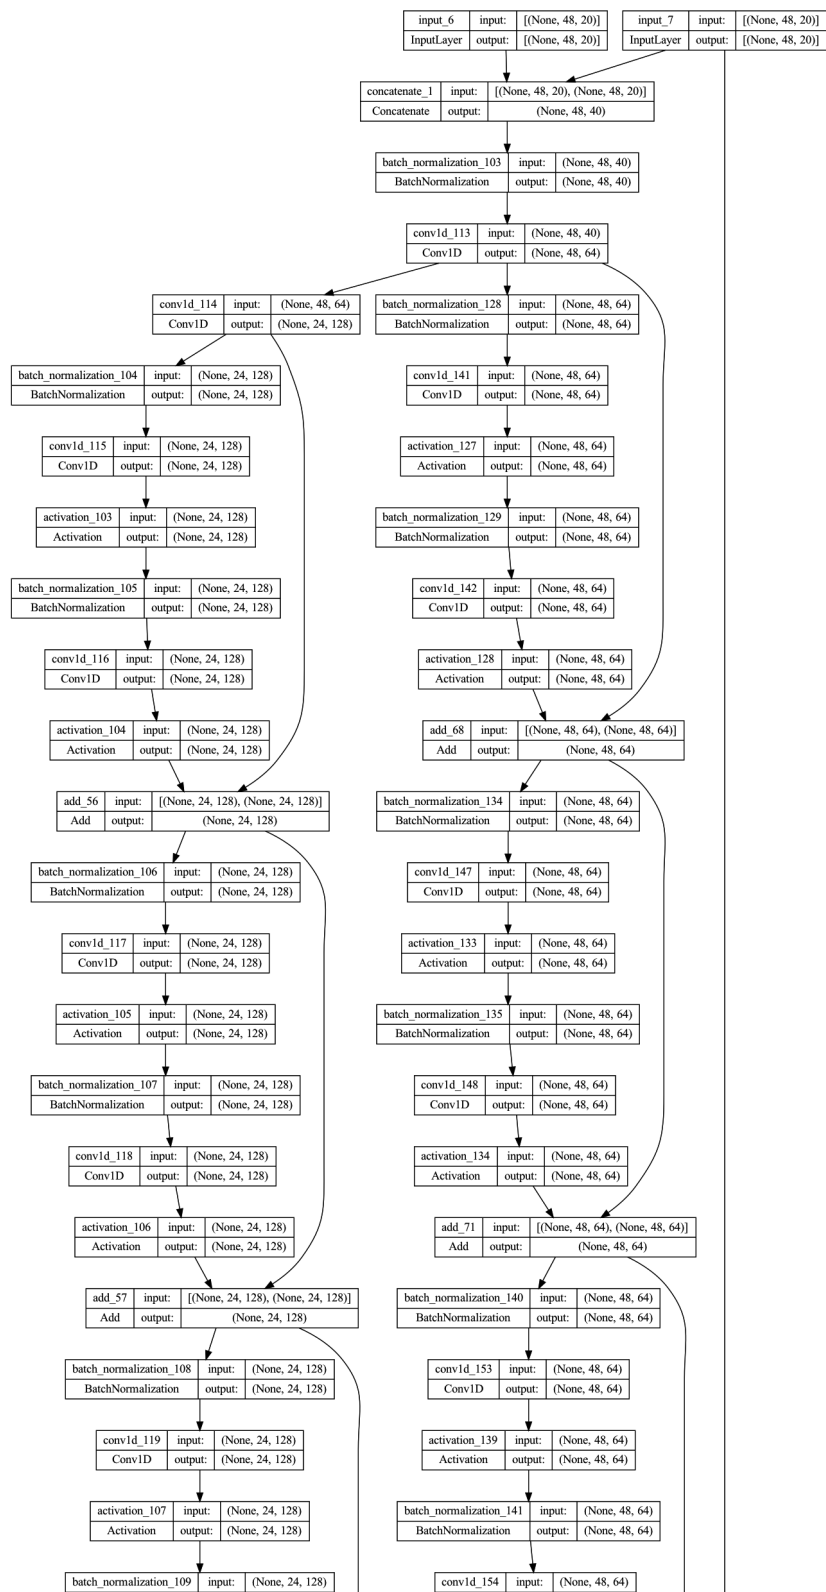 input_6 input: [(None, 48, 20)]
InputLayer output: [(None, 48, 20)]
input_7 input: [(None, 48, 20)]
InputLayer output: [(None, 48, 20)]
concatenate_1 input: [(None, 48, 20), (None, 48, 20)]
Concatenate output: (None, 48, 40)
batch_normalization_103 input: (None, 48, 40)
BatchNormalization output: (None, 48, 40)
conv1d_113 input: (None, 48, 40)
Conv1D output: (None, 48, 64)
conv1d_114 input: (None, 48, 64)
Conv1D output: (None, 24, 128)
batch_normalization_128 input: (None, 48, 64)
BatchNormalization output: (None, 48, 64)
batch_normalization_104 input: (None, 24, 128)
BatchNormalization output: (None, 24, 128)
conv1d_141 input: (None, 48, 64)
Conv1D output: (None, 48, 64)
conv1d_115 input: (None, 24, 128)
Conv1D output: (None, 24, 128)
activation_127 input: (None, 48, 64)
Activation output: (None, 48, 64)
activation_103 input: (None, 24, 128)
Activation output: (None, 24, 128)
batch_normalization_129 input: (None, 48, 64)
BatchNormalization output: (None, 48, 64)
batch_normalization_105 input: (None, 24, 128)
BatchNormalization output: (None, 24, 128)
conv1d_142 input: (None, 48, 64)
Conv1D output: (None, 48, 64)
conv1d_116 input: (None, 24, 128)
Conv1D output: (None, 24, 128)
activation_128 input: (None, 48, 64)
Activation output: (None, 48, 64)
activation_104 input: (None, 24, 128)
Activation output: (None, 24, 128)
add_68 input: [(None, 48, 64), (None, 48, 64)]
Add output: (None, 48, 64)
add_56 input: [(None, 24, 128), (None, 24, 128)]
Add output: (None, 24, 128)
batch_normalization_134 input: (None, 48, 64)
BatchNormalization output: (None, 48, 64)
batch_normalization_106 input: (None, 24, 128)
BatchNormalization output: (None, 24, 128)
conv1d_147 input: (None, 48, 64)
Conv1D output: (None, 48, 64)
conv1d_117 input: (None, 24, 128)
Conv1D output: (None, 24, 128)
activation_133 input: (None, 48, 64)
Activation output: (None, 48, 64)
activation_105 input: (None, 24, 128)
Activation output: (None, 24, 128)
batch_normalization_135 input: (None, 48, 64)
BatchNormalization output: (None, 48, 64)
batch_normalization_107 input: (None, 24, 128)
BatchNormalization output: (None, 24, 128)
conv1d_148 input: (None, 48, 64)
Conv1D output: (None, 48, 64)
conv1d_118 input: (None, 24, 128)
Conv1D output: (None, 24, 128)
activation_134 input: (None, 48, 64)
Activation output: (None, 48, 64)
activation_106 input: (None, 24, 128)
Activation output: (None, 24, 128)
add_71 input: [(None, 48, 64), (None, 48, 64)]
Add output: (None, 48, 64)
add_57 input: [(None, 24, 128), (None, 24, 128)]
Add output: (None, 24, 128)
batch_normalization_140 input: (None, 48, 64)
BatchNormalization output: (None, 48, 64)
batch_normalization_108 input: (None, 24, 128)
BatchNormalization output: (None, 24, 128)
conv1d_153 input: (None, 48, 64)
Conv1D output: (None, 48, 64)
conv1d_119 input: (None, 24, 128)
Conv1D output: (None, 24, 128)
activation_139 input: (None, 48, 64)
Activation output: (None, 48, 64)
activation_107 input: (None, 24, 128)
Activation output: (None, 24, 128)
batch_normalization_141 input: (None, 48, 64)
BatchNormalization output: (None, 48, 64)
batch_normalization_109 input: (None, 24, 128)
conv1d_154 input: (None, 48, 64)